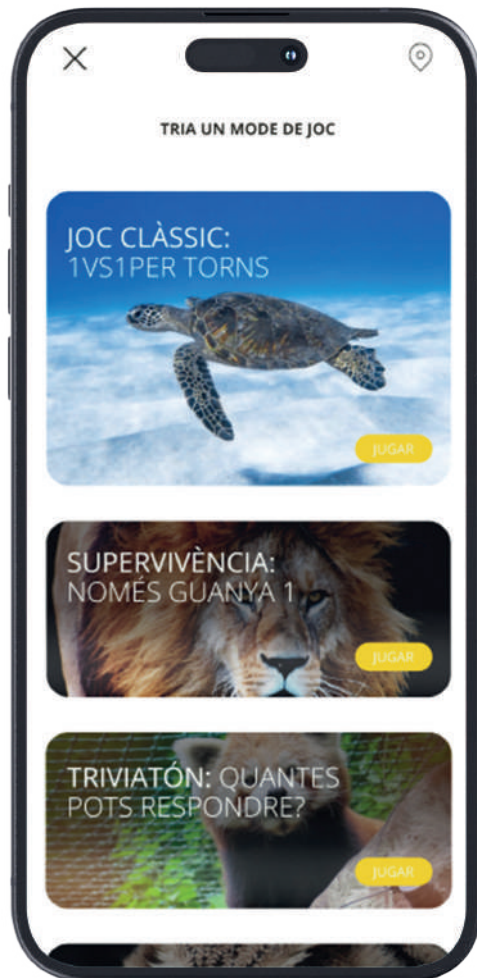 TRIA UN MODE DE JOC
JOC CLÀSSIC:
1VS1PER TORNS
JUGAR
SUPERVIVÈNCIA:
NOMÉS GUANYA 1
JUGAR
TRIVIATÓN: QUANTES
POTS RESPONDRE?
JUGAR